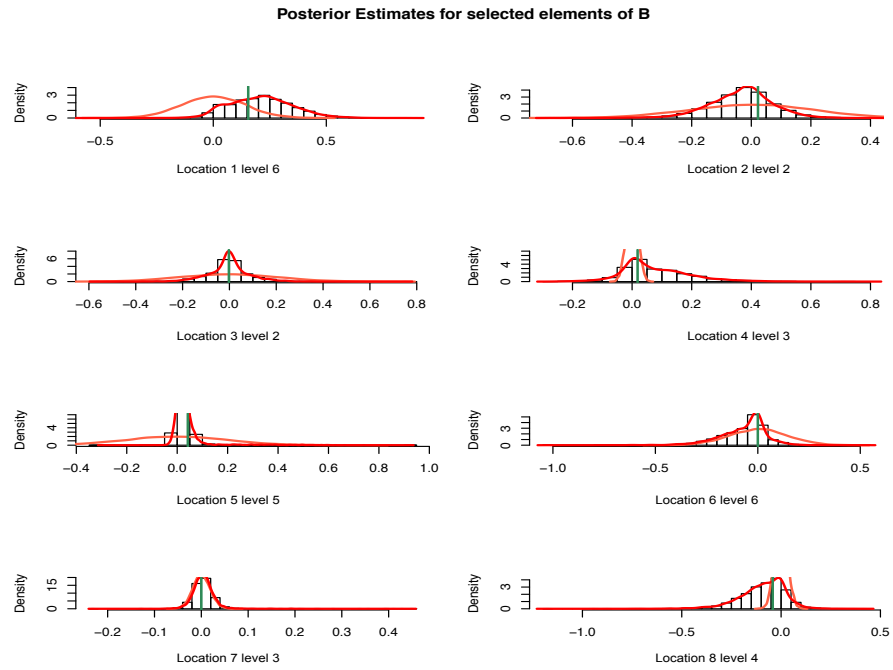 Posterior Estimates for selected elements of B
Density
0 3
−0.5 0.0 0.5
Location 1 level 6
Density
0 3
−0.6 −0.4 −0.2 0.0 0.2 0.4
Location 2 level 2
Density
0 6
−0.6 −0.4 −0.2 0.0 0.2 0.4 0.6 0.8
Location 3 level 2
Density
0 4
−0.2 0.0 0.2 0.4 0.6 0.8
Location 4 level 3
Density
0 4
−0.4 −0.2 0.0 0.2 0.4 0.6 0.8 1.0
Location 5 level 5
Density
0 3
−1.0 −0.5 0.0 0.5
Location 6 level 6
Density
0 15
−0.2 −0.1 0.0 0.1 0.2 0.3 0.4
Location 7 level 3
Density
0 3
−1.0 −0.5 0.0 0.5
Location 8 level 4